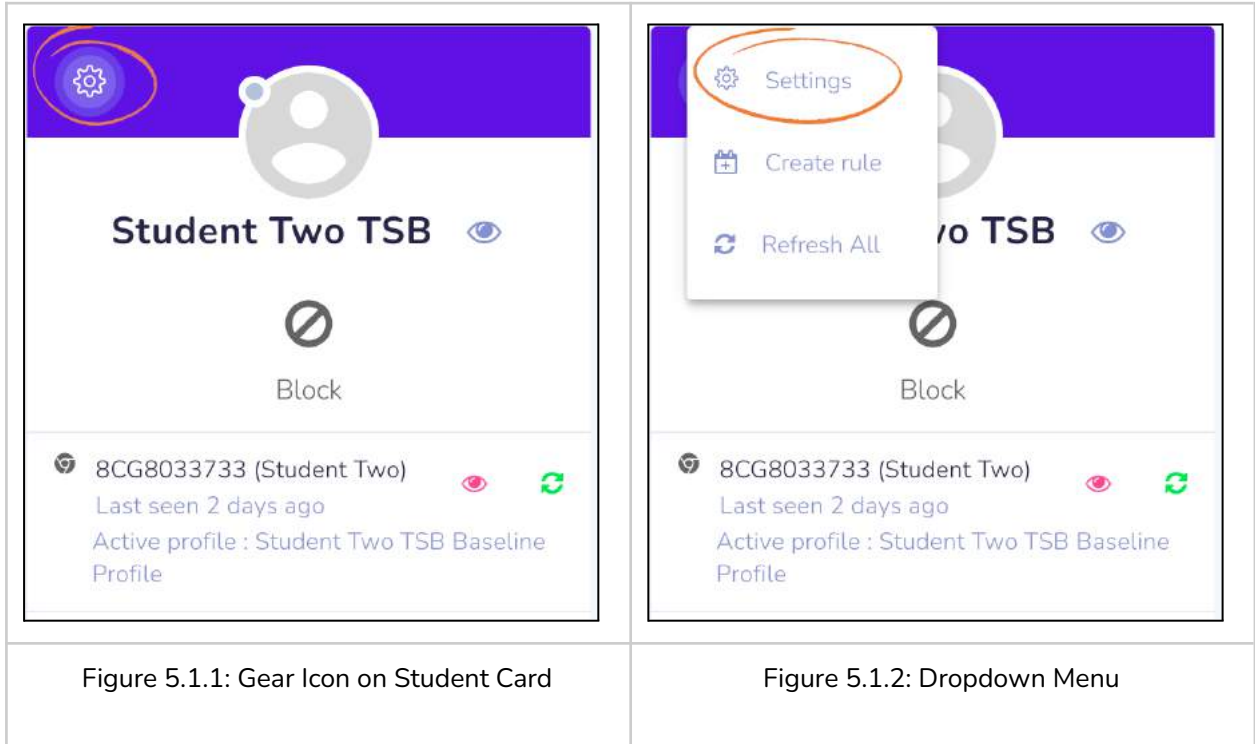 Student Two TSB
Block
8CG8033733 (Student Two)
Last seen 2 days ago
Active profile : Student Two TSB Baseline
Profile
Figure 5.1.1: Gear Icon on Student Card
Settings
Create rule
Refresh All
vo TSB
Block
8CG8033733 (Student Two)
Last seen 2 days ago
Active profile : Student Two TSB Baseline
Profile
Figure 5.1.2: Dropdown Menu